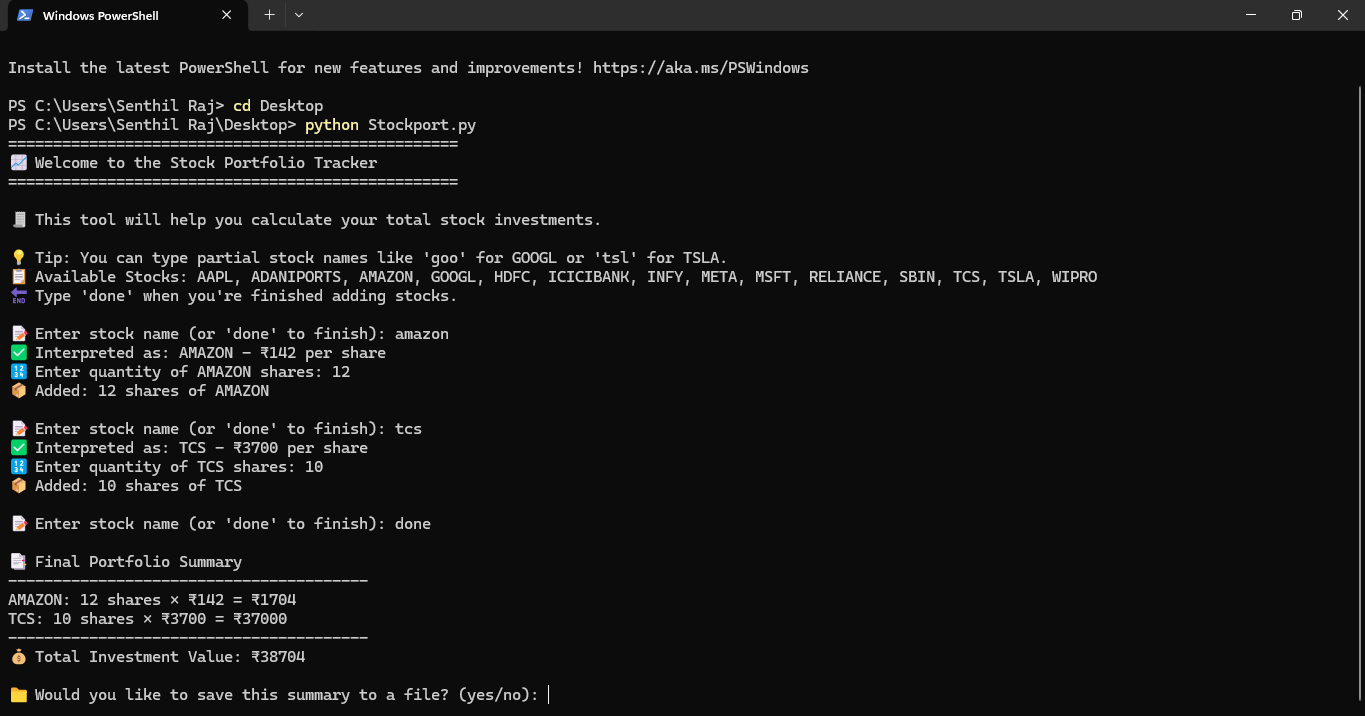 Windows PowerShell
Install the latest PowerShell for new features and improvements! https://aka.ms/PSWindows
PS C:\Users\Senthil Raj> cd Desktop
PS C:\Users\Senthil Raj\Desktop> python Stockport.py
==================================================
📈 Welcome to the Stock Portfolio Tracker
==================================================
🧾 This tool will help you calculate your total stock investments.
💡 Tip: You can type partial stock names like 'goo' for GOOGL or 'tsl' for TSLA.
📋 Available Stocks: AAPL, ADANIPORTS, AMAZON, GOOGL, HDFC, ICICIBANK, INFY, META, MSFT, RELIANCE, SBIN, TCS, TSLA, WIPRO
🔚 Type 'done' when you're finished adding stocks.
📝 Enter stock name (or 'done' to finish): amazon
✅ Interpreted as: AMAZON – ₹142 per share
🔢 Enter quantity of AMAZON shares: 12
📦 Added: 12 shares of AMAZON
📝 Enter stock name (or 'done' to finish): tcs
✅ Interpreted as: TCS – ₹3700 per share
🔢 Enter quantity of TCS shares: 10
📦 Added: 10 shares of TCS
📝 Enter stock name (or 'done' to finish): done
📑 Final Portfolio Summary
----------------------------------------
AMAZON: 12 shares × ₹142 = ₹1704
TCS: 10 shares × ₹3700 = ₹37000
----------------------------------------
💰 Total Investment Value: ₹38704
📁 Would you like to save this summary to a file? (yes/no):